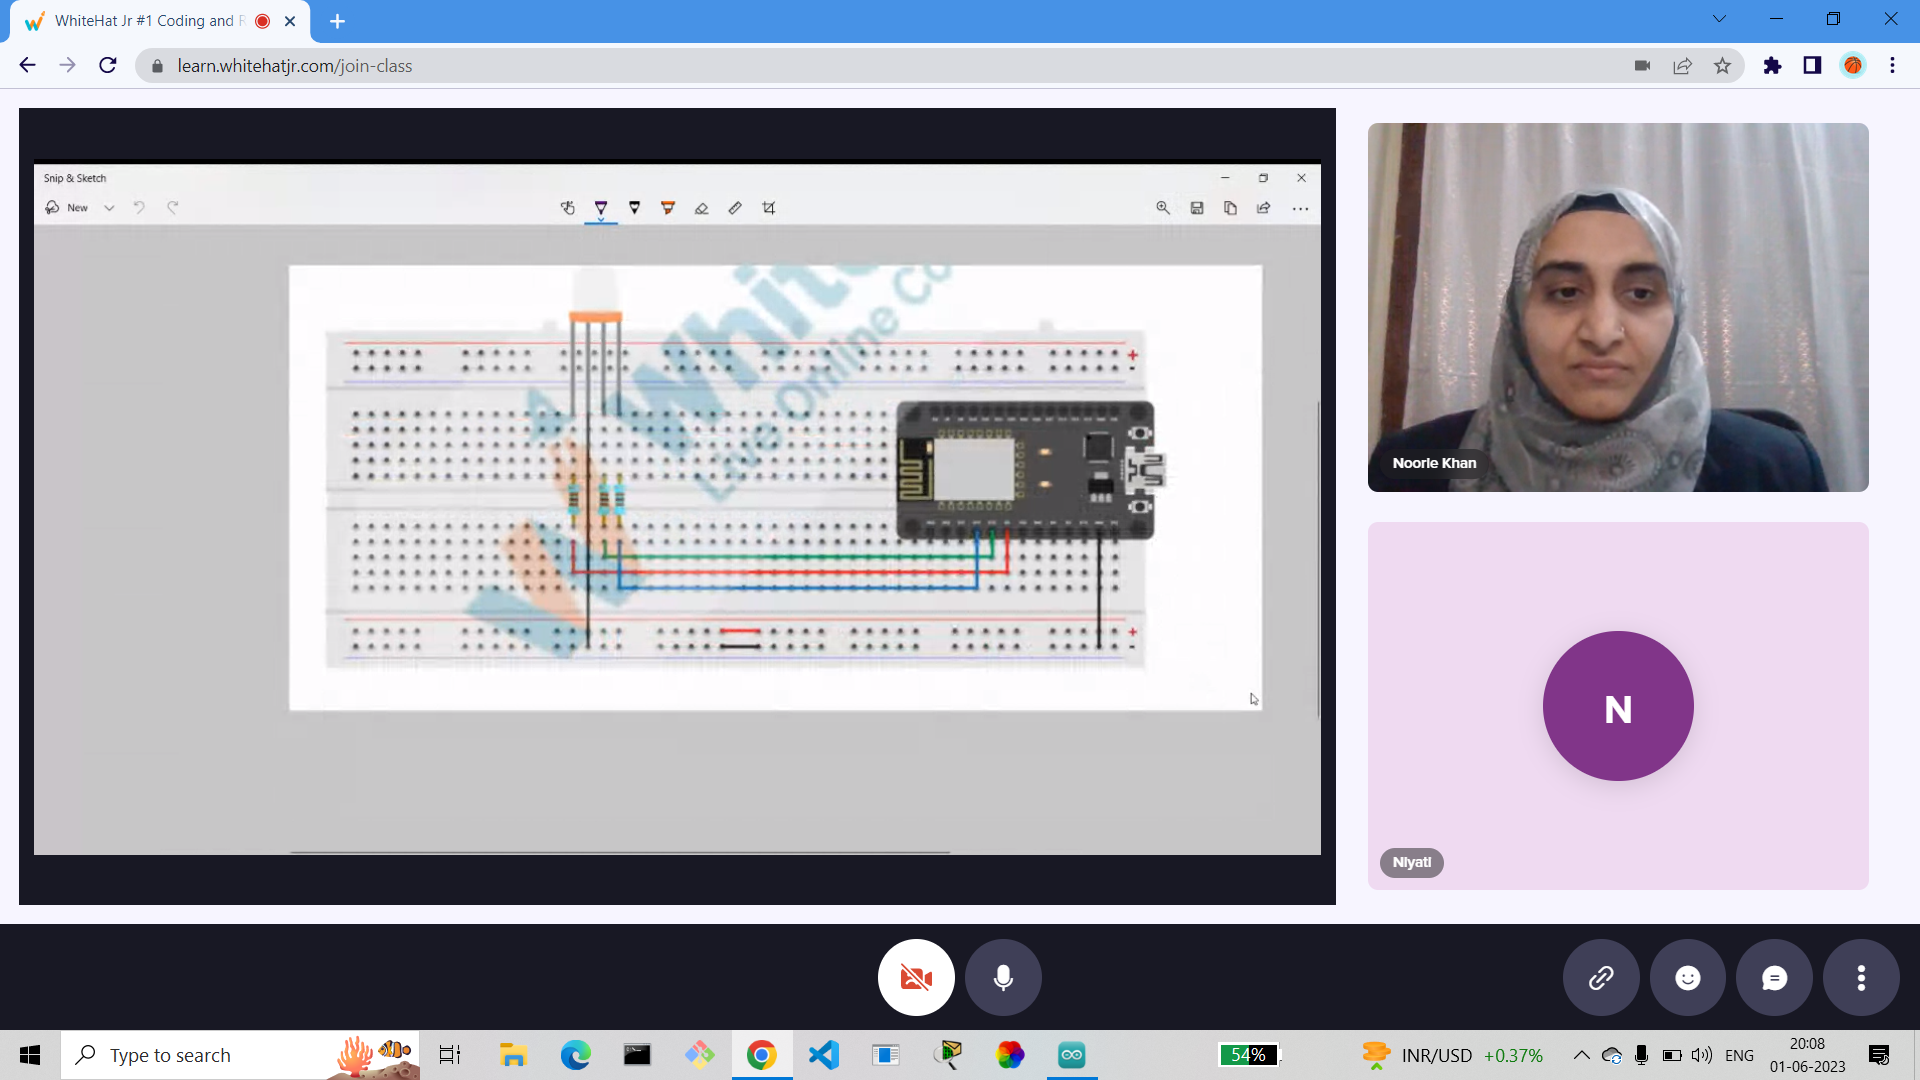 WhiteHat Jr #1 Coding and R
learn.whitehatjr.com/join-class
Snip & Sketch
New
White
Live Online Co
+
-
+
-
Noorie Khan
N
Niyati
Type to search
54%
INR/USD +0.37%
ENG
20:08
01-06-2023